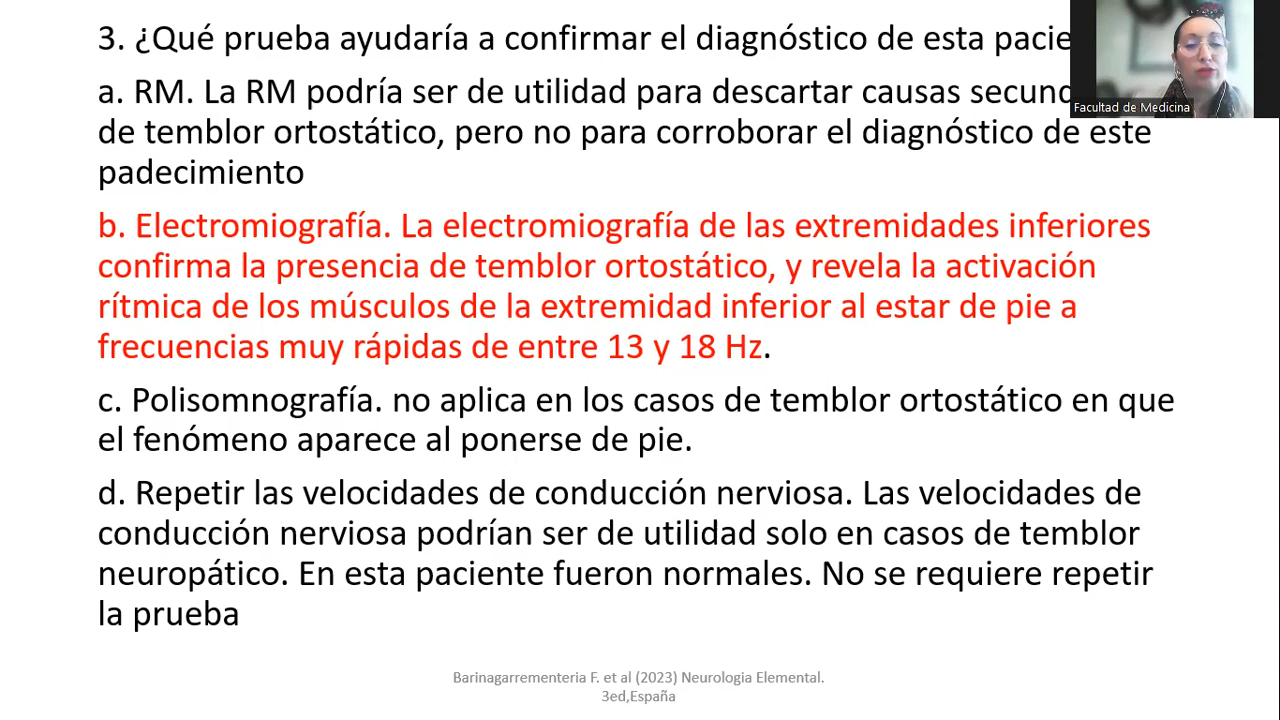 3. ¿Qué prueba ayudaría a confirmar el diagnóstico de esta
a. RM. La RM podría ser de utilidad para descartar causas
de temblor ortostático, pero no para corroborar el diagnóstico de este
padecimiento
b. Electromiografía. La electromiografía de las extremidades inferiores
confirma la presencia de temblor ortostático, y revela la activación
rítmica de los músculos de la extremidad inferior al estar de pie a
frecuencias muy rápidas de entre 13 y 18 Hz.
c. Polisomnografía. no aplica en los casos de temblor ortostático en que
el fenómeno aparece al ponerse de pie.
d. Repetir las velocidades de conducción nerviosa. Las velocidades de
conducción nerviosa podrían ser de utilidad solo en casos de temblor
neuropático. En esta paciente fueron normales. No se requiere repetir
la prueba
Barinagarrementeria F. et al (2023) Neurologia Elemental.
3ed,España
Facultad de Medicina